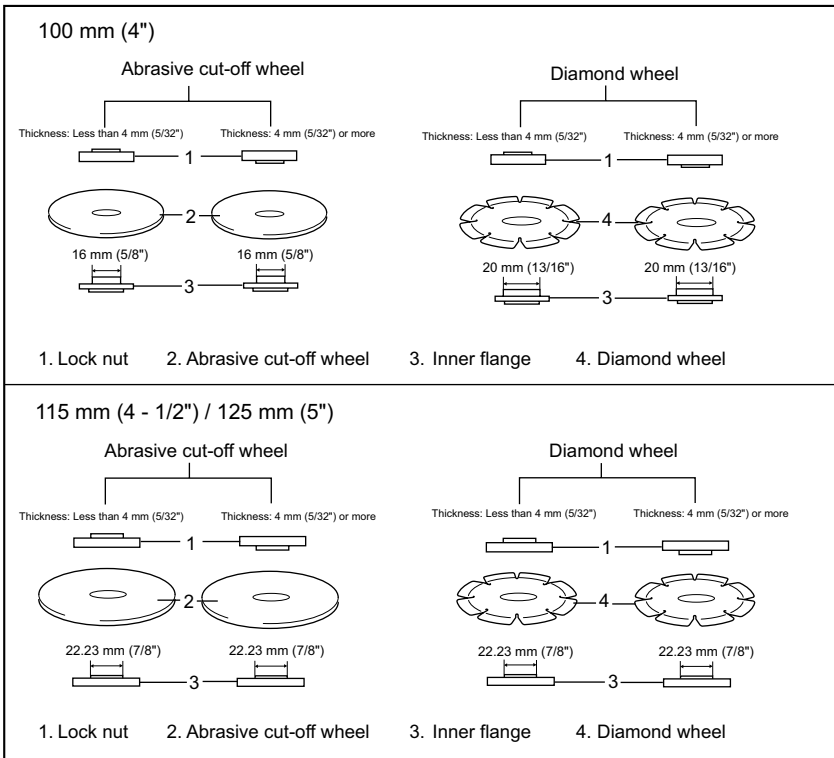 100 mm (4")
Abrasive cut-off wheel
Diamond wheel
Thickness: Less than 4 mm (5/32") Thickness: 4 mm (5/32") or more
Thickness: Less than 4 mm (5/32") Thickness: 4 mm (5/32") or more
1
1
2
4
16 mm (5/8") 16 mm (5/8")
20 mm (13/16") 20 mm (13/16")
3
3
1. Lock nut 2. Abrasive cut-off wheel 3. Inner flange 4. Diamond wheel
115 mm (4 - 1/2") / 125 mm (5")
Abrasive cut-off wheel
Diamond wheel
Thickness: Less than 4 mm (5/32") Thickness: 4 mm (5/32") or more
Thickness: Less than 4 mm (5/32") Thickness: 4 mm (5/32") or more
1
1
2
4
22.23 mm (7/8") 22.23 mm (7/8")
22.23 mm (7/8") 22.23 mm (7/8")
3
3
1. Lock nut 2. Abrasive cut-off wheel 3. Inner flange 4. Diamond wheel